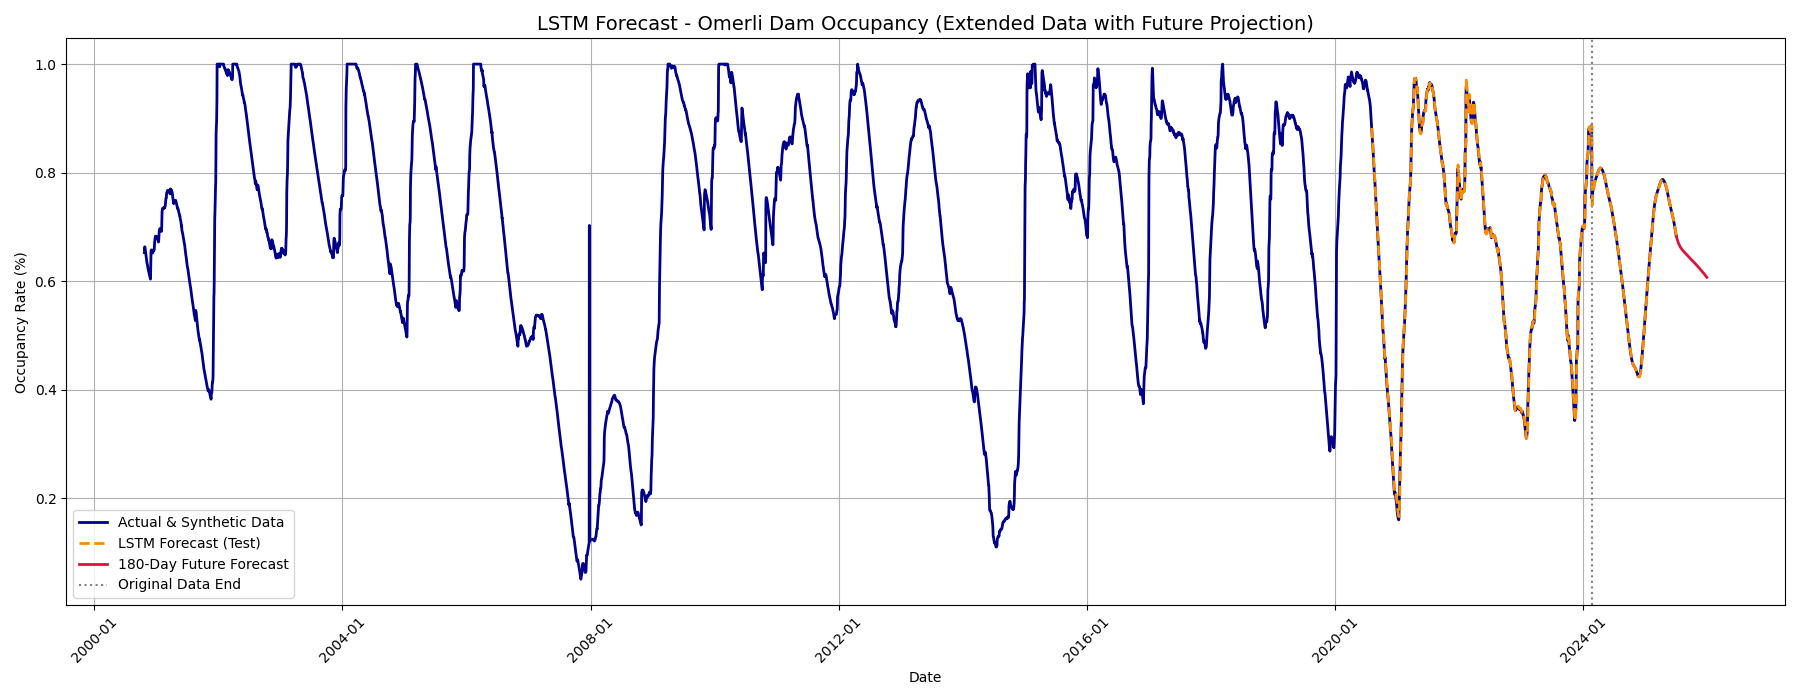 LSTM Forecast - Omerli Dam Occupancy (Extended Data with Future Projection)
Occupancy Rate (%)
1.0
0.8
0.6
0.4
0.2
Actual & Synthetic Data
LSTM Forecast (Test)
180-Day Future Forecast
Original Data End
2000-01
2004-01
2008-01
2012-01
2016-01
2020-01
2024-01
Date